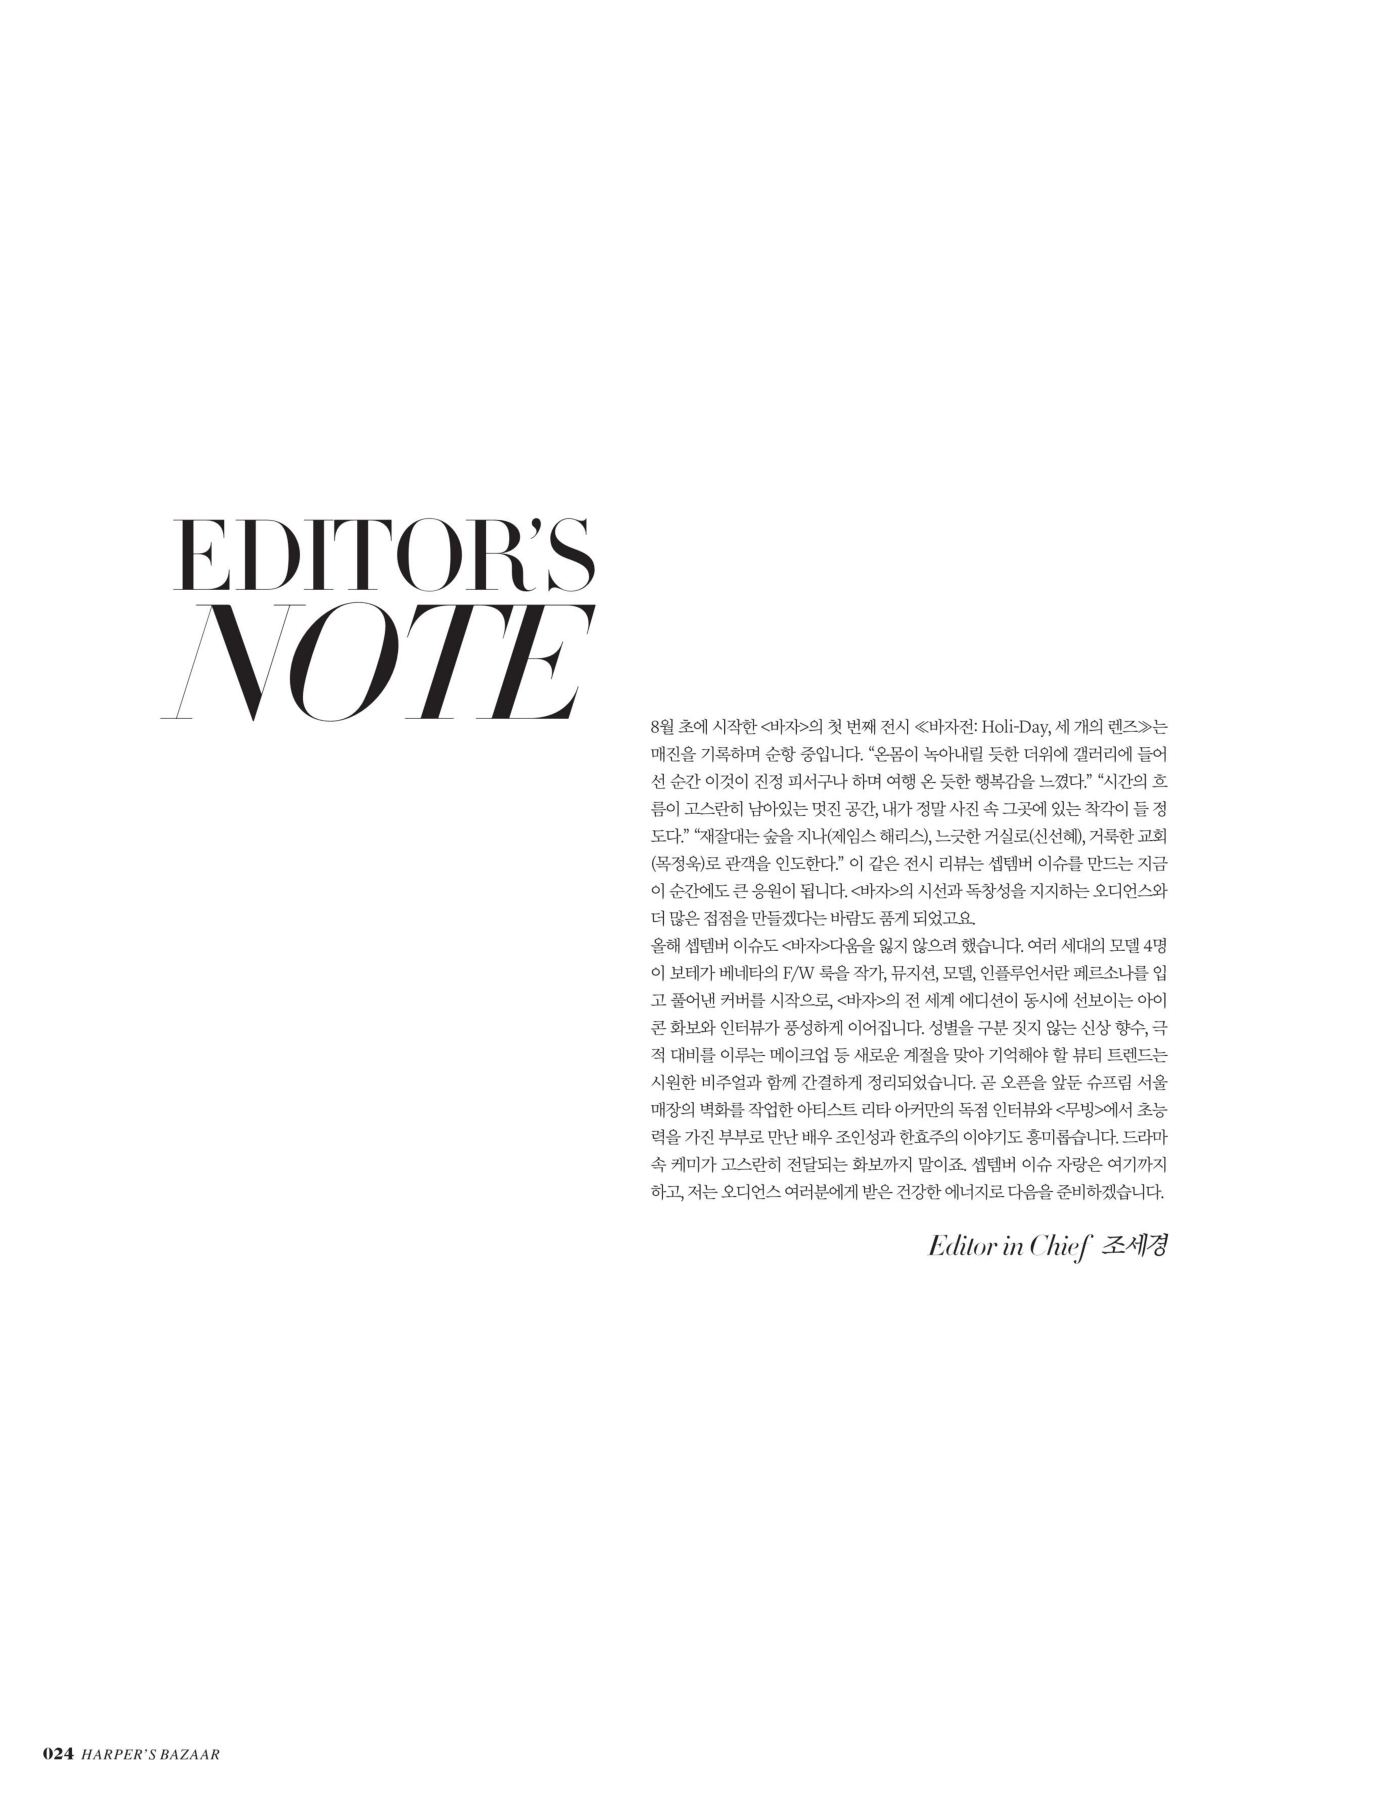 EDITOR'S
NOTE
8월 초에 시작한 <바자>의 첫 번째 전시 ≪바자전: Holi-Day, 세 개의 렌즈≫는
매진을 기록하며 순항 중입니다. “온몸이 녹아내릴 듯한 더위에 갤러리에 들어
선 순간 이것이 진정 피서구나 하며 여행 온 듯한 행복감을 느꼈다.” “시간의 흐
름이 고스란히 남아있는 멋진 공간, 내가 정말 사진 속 그곳에 있는 착각이 들 정
도다.” “재잘대는 숲을 지나(제임스 해리스), 느긋한 거실로(신선혜), 거룩한 교회
(목정욱)로 관객을 인도한다.” 이 같은 전시 리뷰는 셉템버 이슈를 만드는 지금
이 순간에도 큰 응원이 됩니다. <바자>의 시선과 독창성을 지지하는 오디언스와
더 많은 접점을 만들겠다는 바람도 품게 되었고요.
올해 셉템버 이슈도 <바자>다움을 잃지 않으려 했습니다. 여러 세대의 모델 4명
이 보테가 베네타의 F/W 룩을 작가, 뮤지션, 모델, 인플루언서란 페르소나를 입
고 풀어낸 커버를 시작으로, <바자>의 전 세계 에디션이 동시에 선보이는 아이
콘 화보와 인터뷰가 풍성하게 이어집니다. 성별을 구분 짓지 않는 신상 향수, 극
적 대비를 이루는 메이크업 등 새로운 계절을 맞아 기억해야 할 뷰티 트렌드는
시원한 비주얼과 함께 간결하게 정리되었습니다. 곧 오픈을 앞둔 슈프림 서울
매장의 벽화를 작업한 아티스트 리타 아커만의 독점 인터뷰와 <무빙>에서 초능
력을 가진 부부로 만난 배우 조인성과 한효주의 이야기도 흥미롭습니다. 드라마
속 케미가 고스란히 전달되는 화보까지 말이죠. 셉템버 이슈 자랑은 여기까지
하고, 저는 오디언스 여러분에게 받은 건강한 에너지로 다음을 준비하겠습니다.
Editor in Chief 조세경
024 HARPER'S BAZAAR